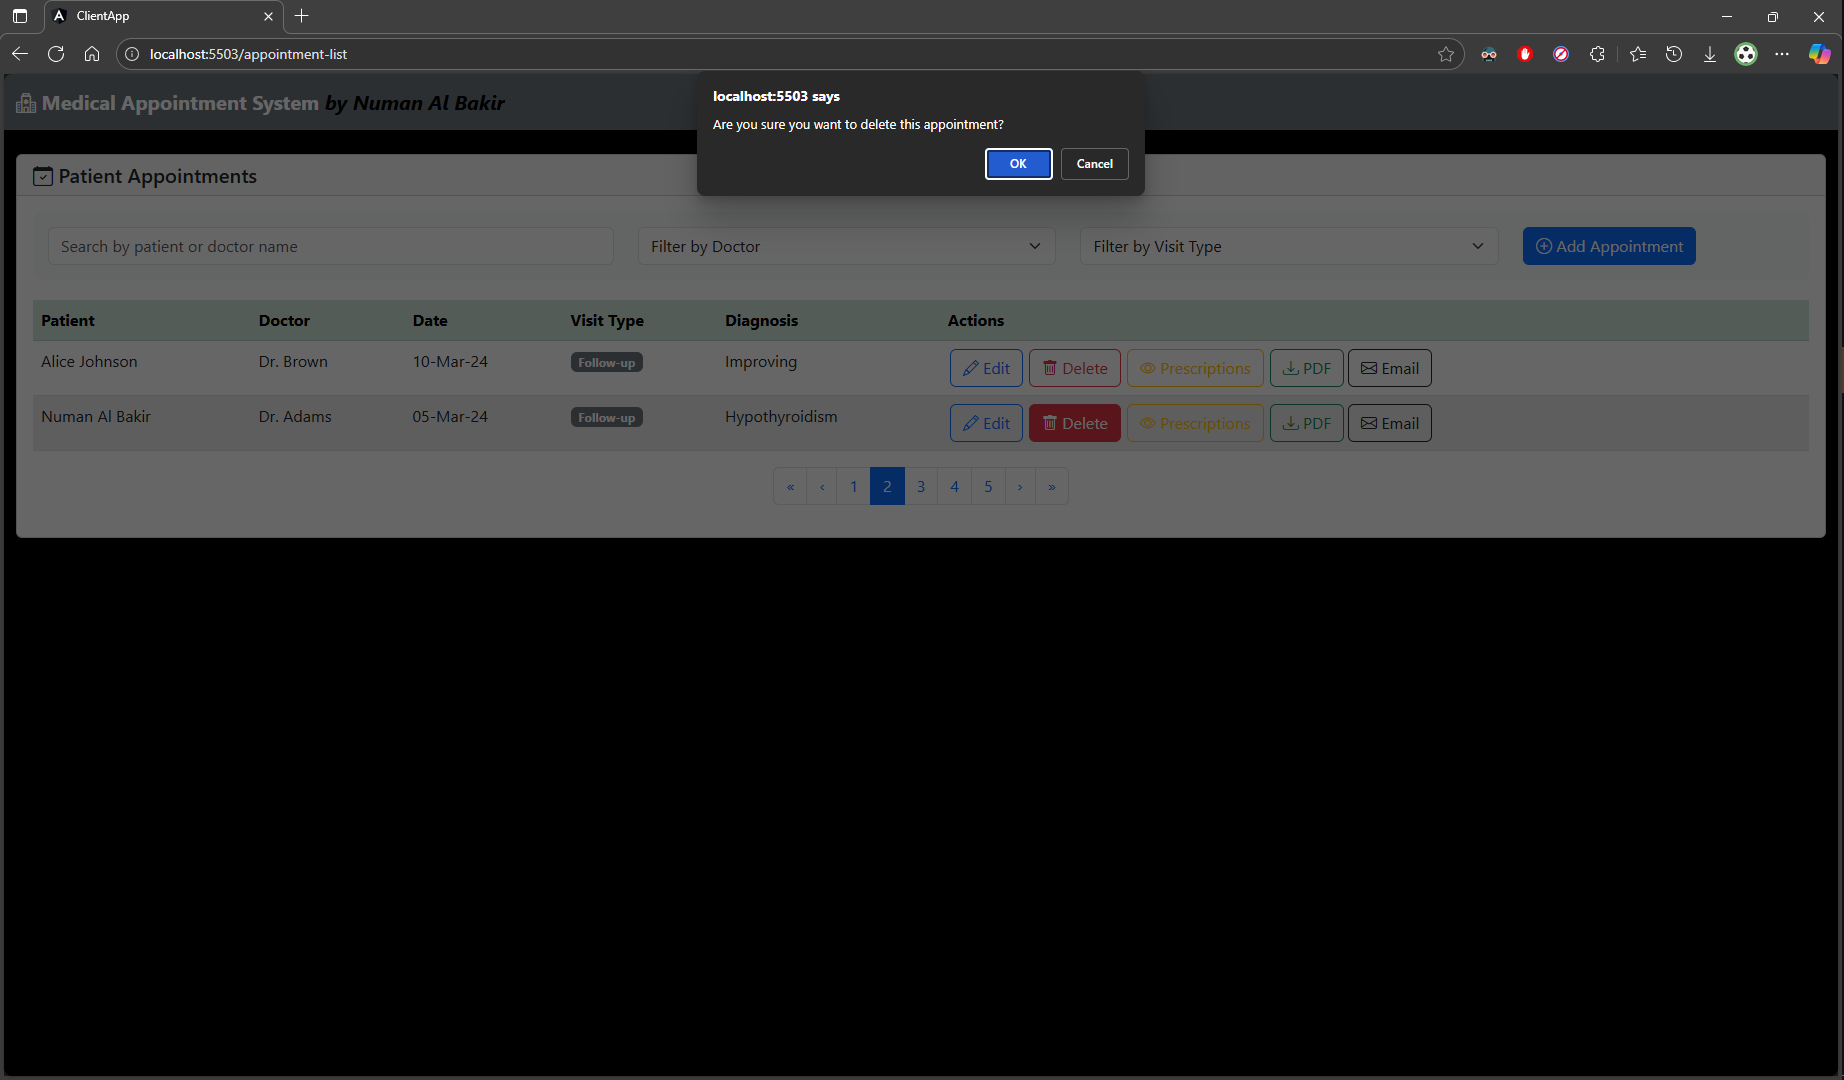 ClientApp
localhost:5503/appointment-list
Medical Appointment System by Numan Al Bakir
localhost:5503 says
Are you sure you want to delete this appointment?
OK Cancel
Patient Appointments
Search by patient or doctor name Filter by Doctor Filter by Visit Type Add Appointment
Patient Doctor Date Visit Type Diagnosis Actions
Alice Johnson Dr. Brown 10-Mar-24 Follow-up Improving Edit Delete Prescriptions PDF Email
Numan Al Bakir Dr. Adams 05-Mar-24 Follow-up Hypothyroidism Edit Delete Prescriptions PDF Email
« ‹ 1 2 3 4 5 › »